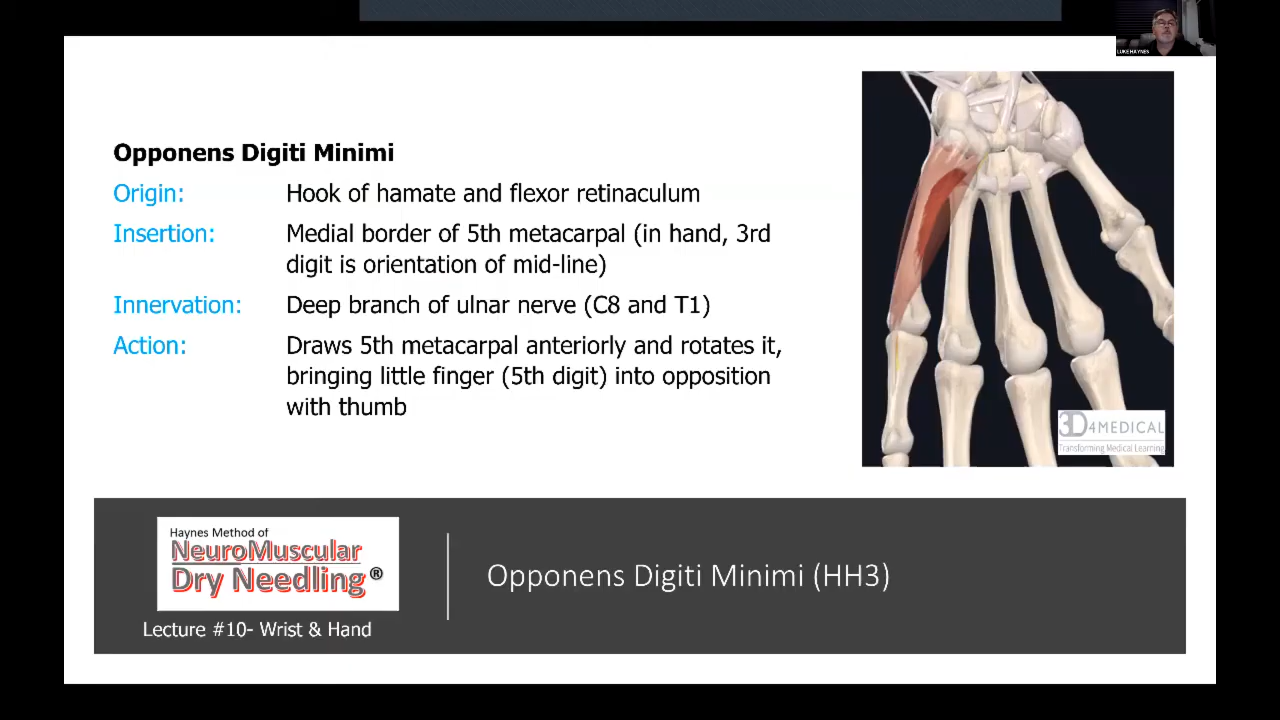 LUKE HAYNES
Opponens Digiti Minimi
Origin: Hook of hamate and flexor retinaculum
Insertion: Medial border of 5th metacarpal (in hand, 3rd
digit is orientation of mid-line)
Innervation: Deep branch of ulnar nerve (C8 and T1)
Action: Draws 5th metacarpal anteriorly and rotates it,
bringing little finger (5th digit) into opposition
with thumb
3D4MEDICAL
Transforming Medical Learning
Haynes Method of
NeuroMuscular
Dry Needling®
Lecture #10- Wrist & Hand
Opponens Digiti Minimi (HH3)